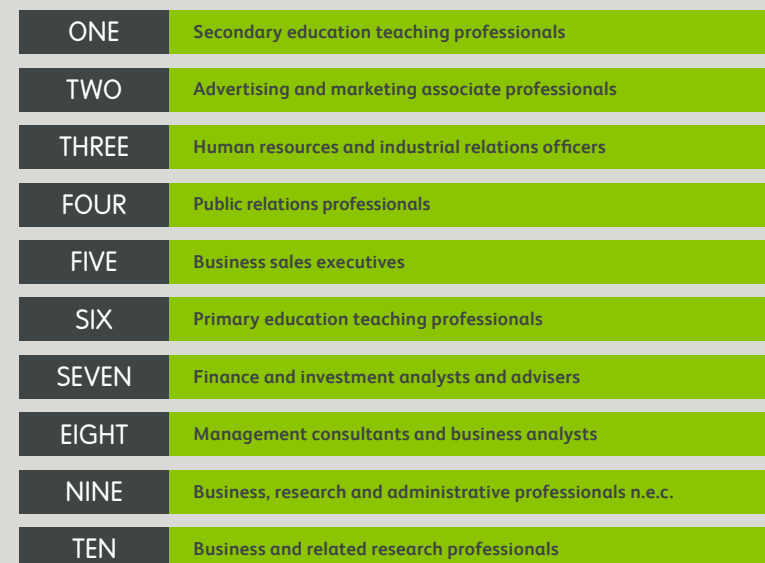 ONE Secondary education teaching professionals
TWO Advertising and marketing associate professionals
THREE Human resources and industrial relations officers
FOUR Public relations professionals
FIVE Business sales executives
SIX Primary education teaching professionals
SEVEN Finance and investment analysts and advisers
EIGHT Management consultants and business analysts
NINE Business, research and administrative professionals n.e.c.
TEN Business and related research professionals